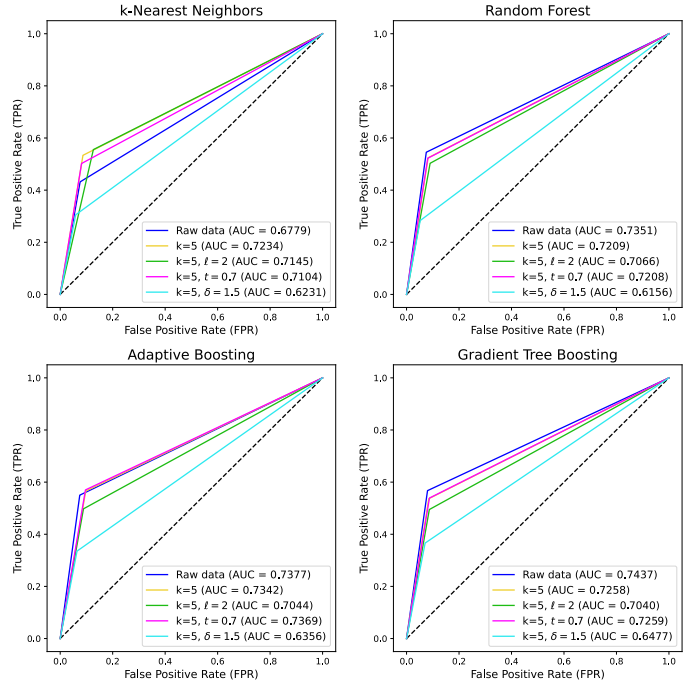 k-Nearest Neighbors
True Positive Rate (TPR)
1,0
0,8
0,6
0,4
0,2
0,0
Raw data (AUC = 0.6779)
k=5 (AUC = 0.7234)
k=5, ℓ = 2 (AUC = 0.7145)
k=5, t = 0.7 (AUC = 0.7104)
k=5, δ = 1.5 (AUC = 0.6231)
0,0 0,2 0,4 0,6 0,8 1,0
False Positive Rate (FPR)
Random Forest
True Positive Rate (TPR)
1,0
0,8
0,6
0,4
0,2
0,0
Raw data (AUC = 0.7351)
k=5 (AUC = 0.7209)
k=5, ℓ = 2 (AUC = 0.7066)
k=5, t = 0.7 (AUC = 0.7208)
k=5, δ = 1.5 (AUC = 0.6156)
0,0 0,2 0,4 0,6 0,8 1,0
False Positive Rate (FPR)
Adaptive Boosting
True Positive Rate (TPR)
1,0
0,8
0,6
0,4
0,2
0,0
Raw data (AUC = 0.7377)
k=5 (AUC = 0.7342)
k=5, ℓ = 2 (AUC = 0.7044)
k=5, t = 0.7 (AUC = 0.7369)
k=5, δ = 1.5 (AUC = 0.6356)
0,0 0,2 0,4 0,6 0,8 1,0
False Positive Rate (FPR)
Gradient Tree Boosting
True Positive Rate (TPR)
1,0
0,8
0,6
0,4
0,2
0,0
Raw data (AUC = 0.7437)
k=5 (AUC = 0.7258)
k=5, ℓ = 2 (AUC = 0.7040)
k=5, t = 0.7 (AUC = 0.7259)
k=5, δ = 1.5 (AUC = 0.6477)
0,0 0,2 0,4 0,6 0,8 1,0
False Positive Rate (FPR)